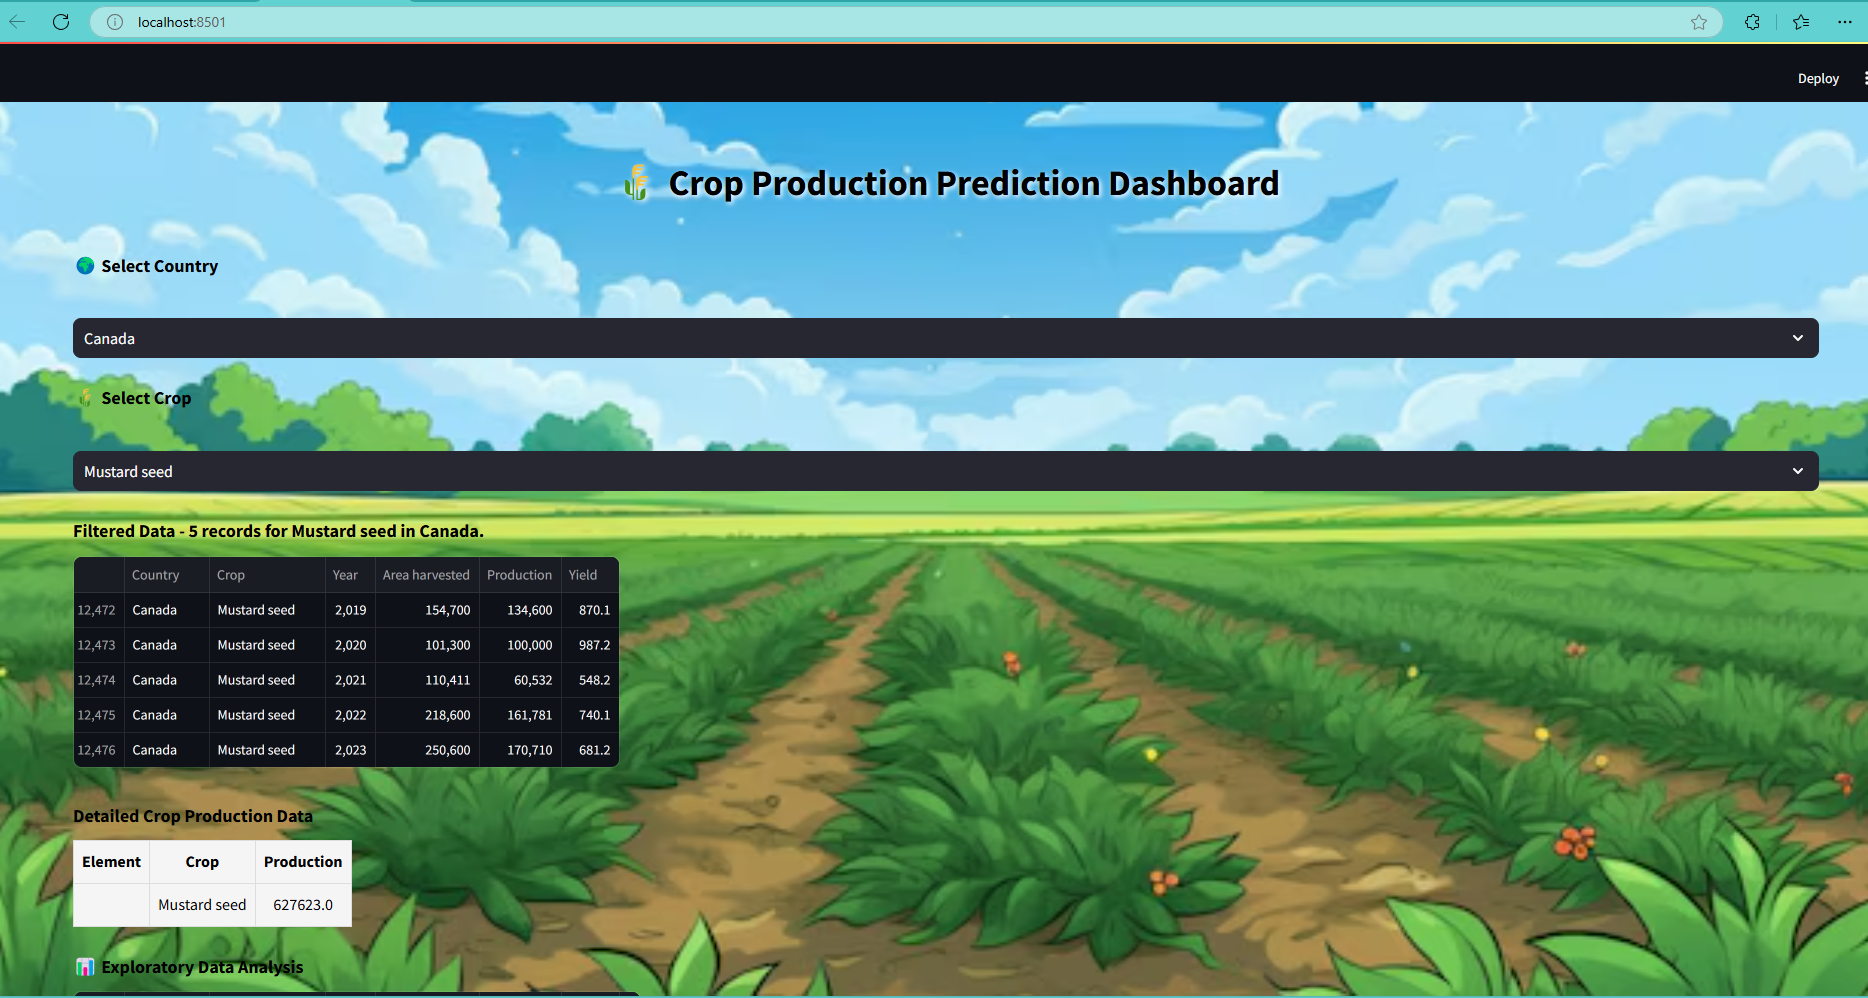 localhost:8501
Deploy
Crop Production Prediction Dashboard
Select Country
Canada
Select Crop
Mustard seed
Filtered Data - 5 records for Mustard seed in Canada.
Country Crop Year Area harvested Production Yield
12,472 Canada Mustard seed 2,019 154,700 134,600 870.1
12,473 Canada Mustard seed 2,020 101,300 100,000 987.2
12,474 Canada Mustard seed 2,021 110,411 60,532 548.2
12,475 Canada Mustard seed 2,022 218,600 161,781 740.1
12,476 Canada Mustard seed 2,023 250,600 170,710 681.2
Detailed Crop Production Data
Element Crop Production
Mustard seed 627623.0
Exploratory Data Analysis